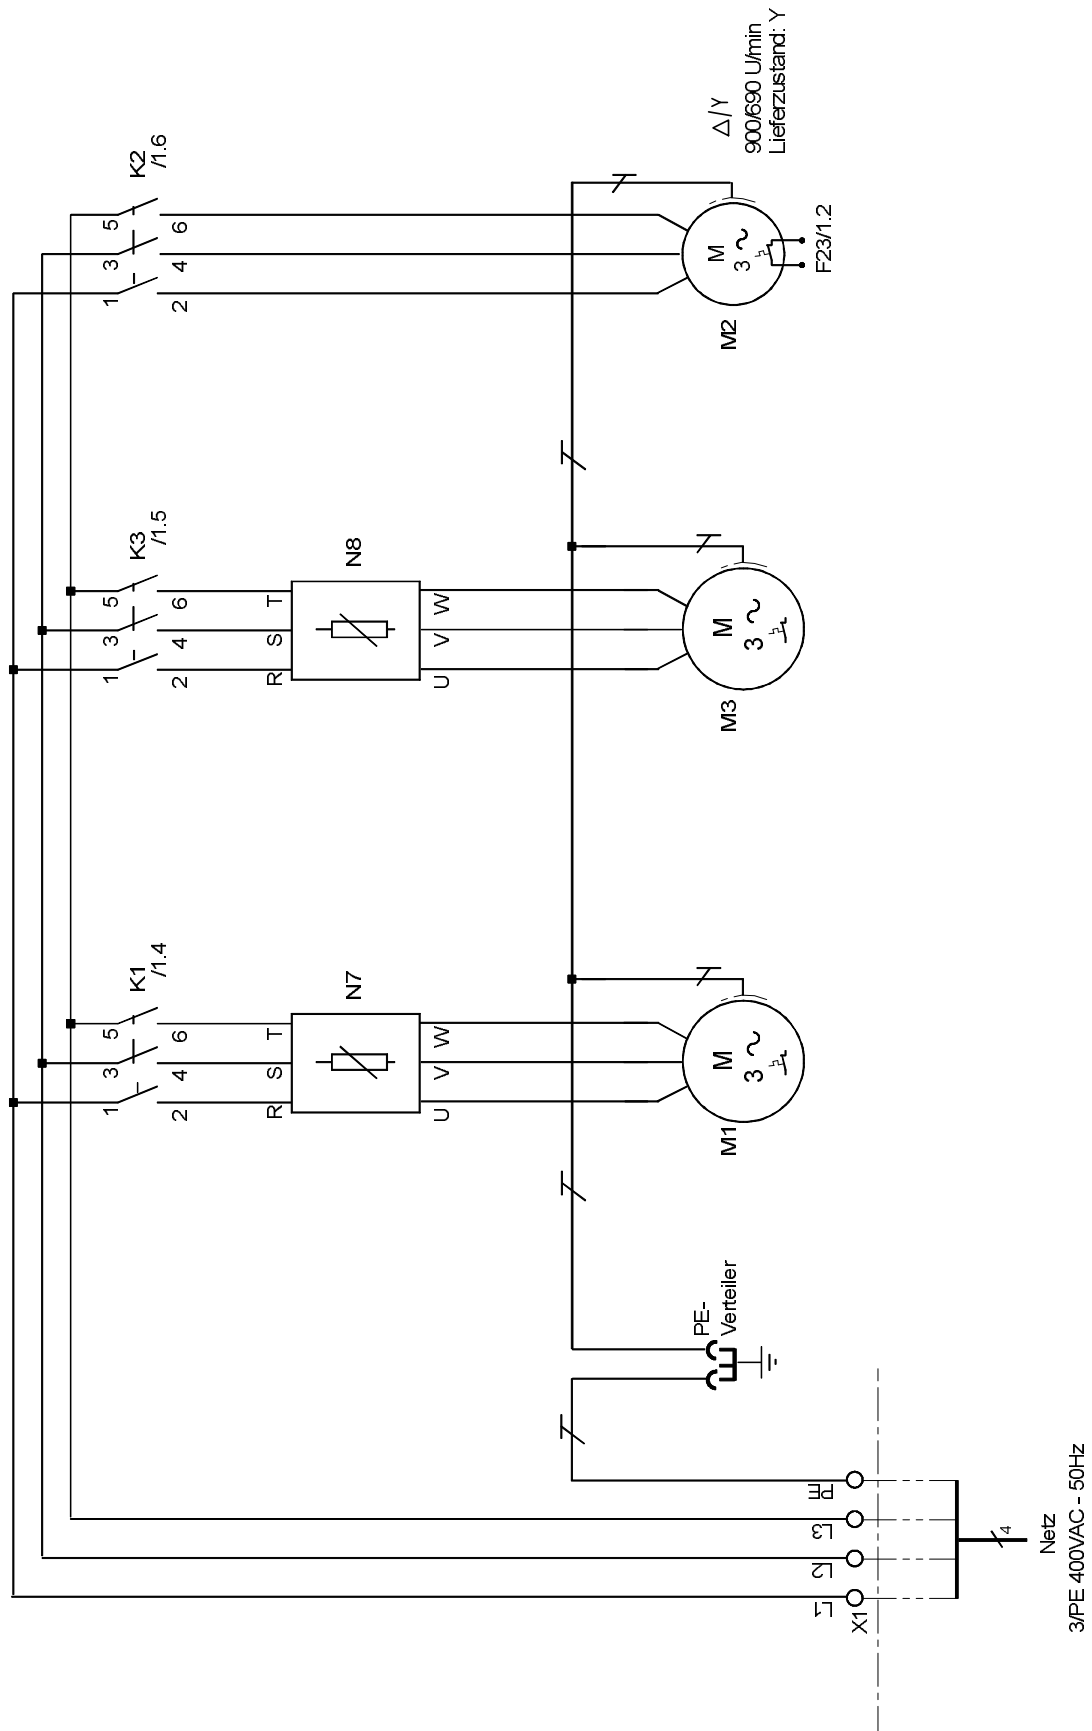 L1
L2
L3
PE
X1
Netz
3/PE 400VAC - 50Hz
4
PE-
Verteiler
K1
/1.4
1
3
5
2
4
6
R
S
T
N7
U
V
W
M1
M
3
K3
/1.5
1
3
5
2
4
6
R
S
T
N8
U
V
W
M3
M
3
K2
/1.6
1
3
5
2
4
6
M2
M
3
F23/1.2
Δ/Y
900/690 U/min
Lieferzustand: Y